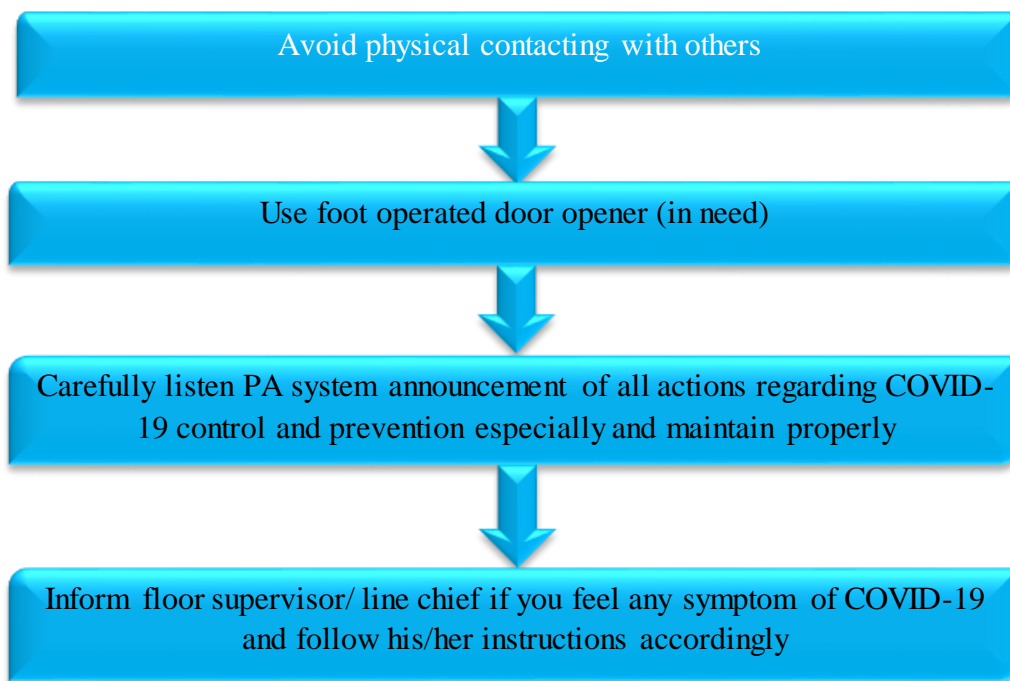 Avoid physical contacting with others
Use foot operated door opener (in need)
Carefully listen PA system announcement of all actions regarding COVID-
19 control and prevention especially and maintain properly
Inform floor supervisor/ line chief if you feel any symptom of COVID-19
and follow his/her instructions accordingly